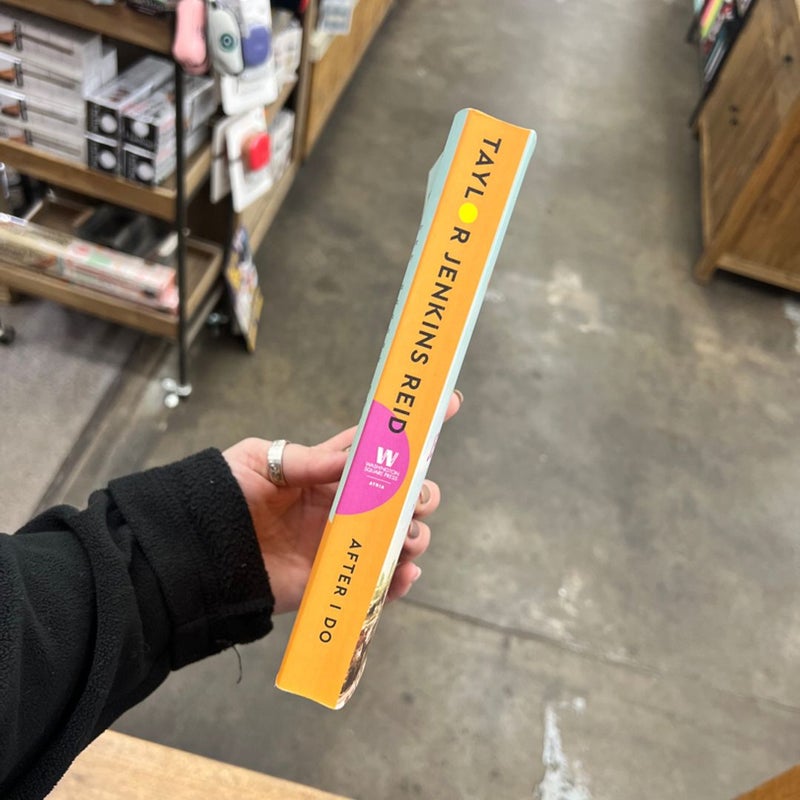 TAYLOR JENKINS REID
W
WASHINGTON
SQUARE PRESS
ATRIA
AFTER I DO